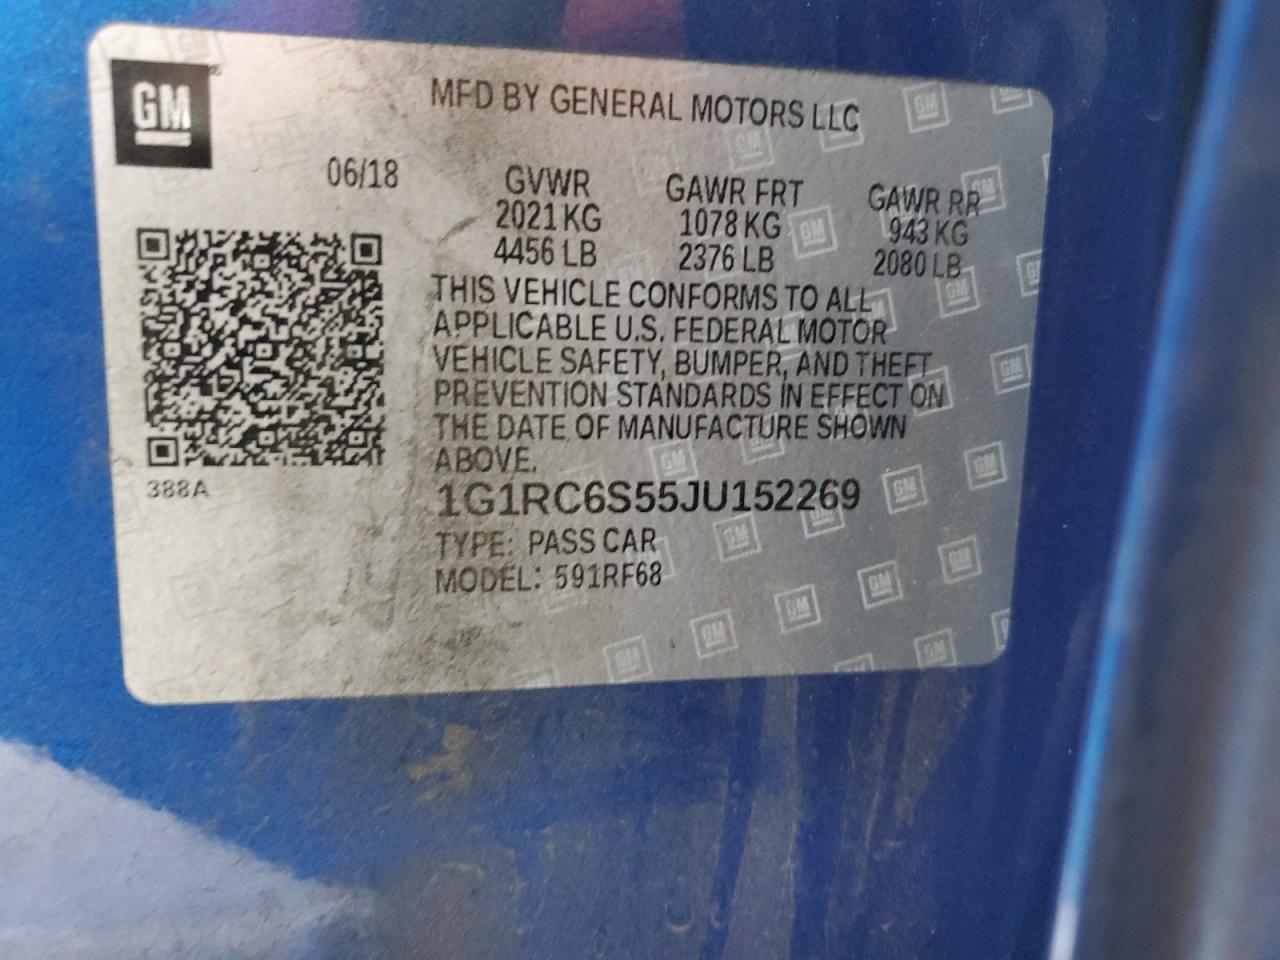 GM
MFD BY GENERAL MOTORS LLC
06/18
GVWR GAWR FRT GAWR RR
2021 KG 1078 KG 943 KG
4456 LB 2376 LB 2080 LB
THIS VEHICLE CONFORMS TO ALL
APPLICABLE U.S. FEDERAL MOTOR
VEHICLE SAFETY, BUMPER, AND THEFT
PREVENTION STANDARDS IN EFFECT ON
THE DATE OF MANUFACTURE SHOWN
ABOVE.
388A
1G1RC6S55JU152269
TYPE: PASS CAR
MODEL: 591RF68